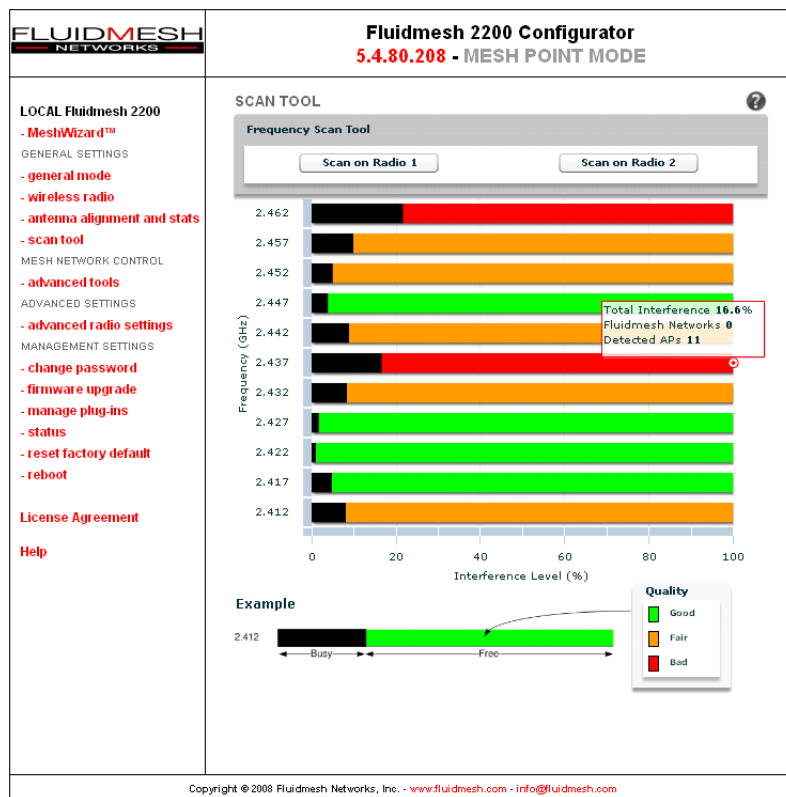 FLUIDMESH
NETWORKS
Fluidmesh 2200 Configurator
5.4.80.208 - MESH POINT MODE
LOCAL Fluidmesh 2200
- MeshWizard™
GENERAL SETTINGS
- general mode
- wireless radio
- antenna alignment and stats
- scan tool
MESH NETWORK CONTROL
- advanced tools
ADVANCED SETTINGS
- advanced radio settings
MANAGEMENT SETTINGS
- change password
- firmware upgrade
- manage plug-ins
- status
- reset factory default
- reboot
License Agreement
Help
SCAN TOOL
?
Frequency Scan Tool
Scan on Radio 1
Scan on Radio 2
Frequency (GHz)
2.462
2.457
2.452
2.447
2.442
2.437
2.432
2.427
2.422
2.417
2.412
Total Interference 16.6%
Fluidmesh Networks 0
Detected APs 11
0 20 40 60 80 100
Interference Level (%)
Example
2.412
Busy
Free
Quality
Good
Fair
Bad
Copyright © 2008 Fluidmesh Networks, Inc. - www.fluidmesh.com - info@fluidmesh.com